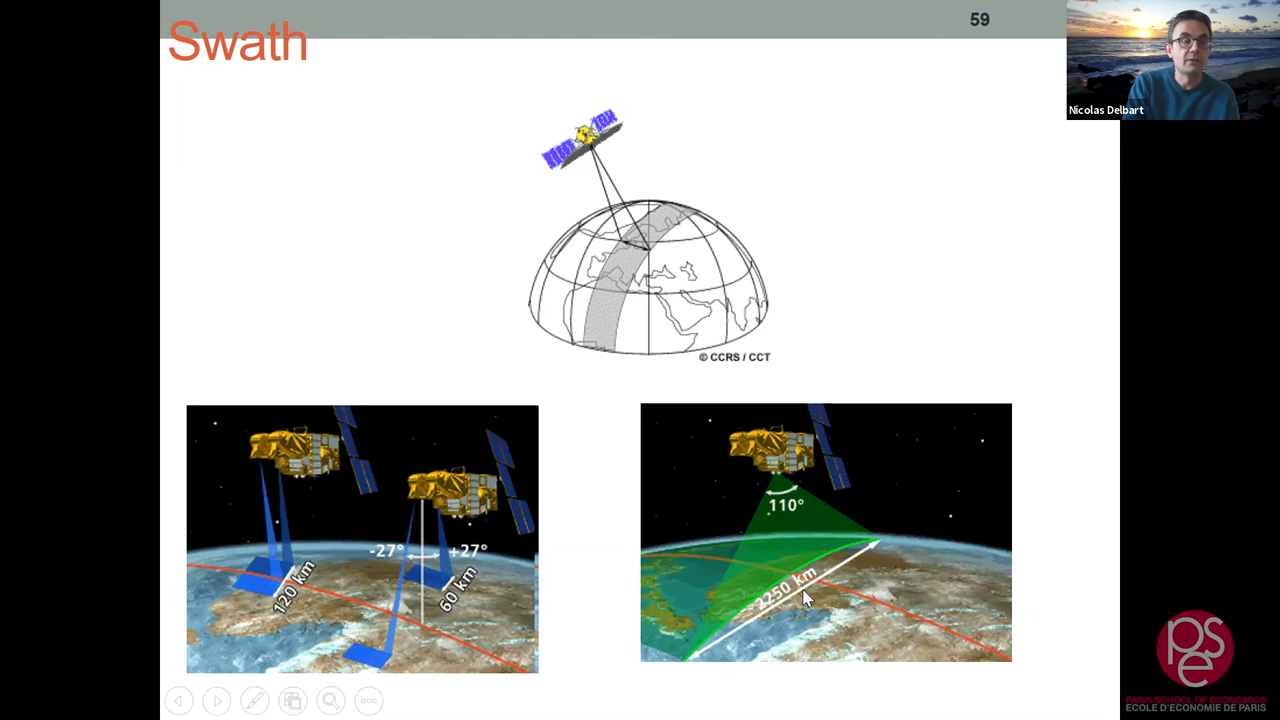 59
Swath
Nicolas Delbart
© CCRS / CCT
-27°
+27°
120 km
60 km
110°
~ 2250 km
pse
PARIS SCHOOL OF ECONOMICS
ECOLE D'ECONOMIE DE PARIS